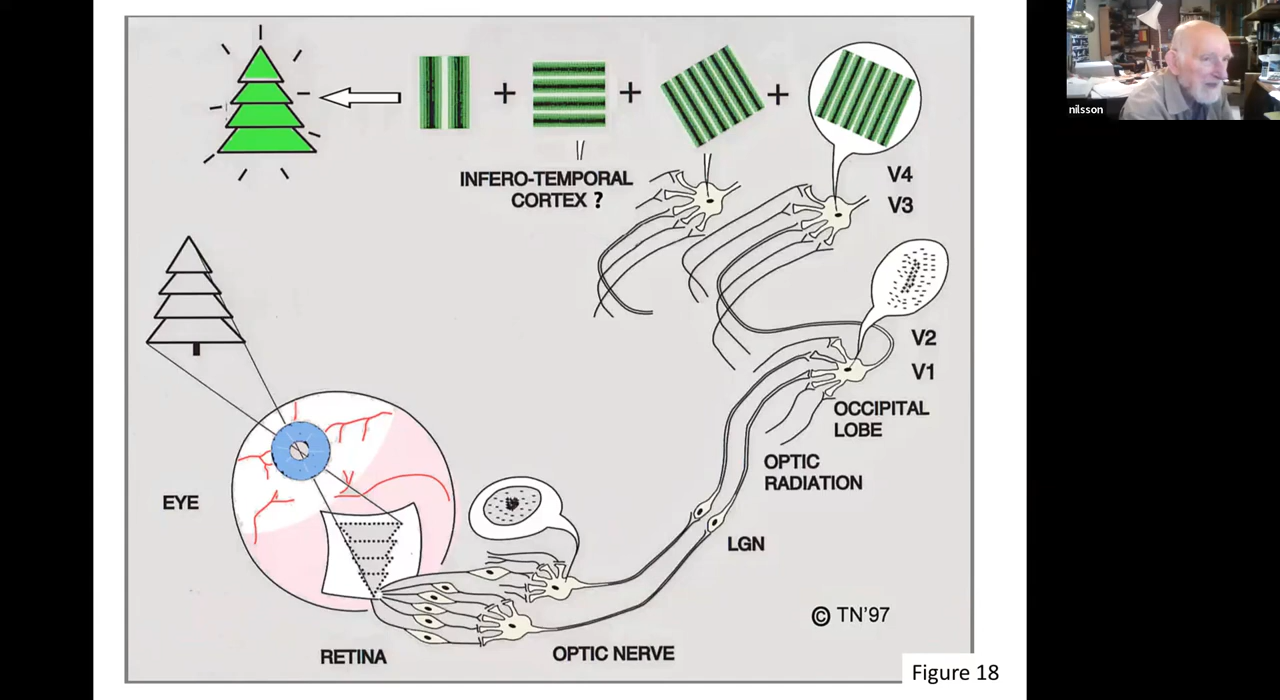 nilsson
INFERO-TEMPORAL
CORTEX ?
V4
V3
V2
V1
OCCIPITAL
LOBE
OPTIC
RADIATION
EYE
LGN
© TN'97
RETINA
OPTIC NERVE
Figure 18